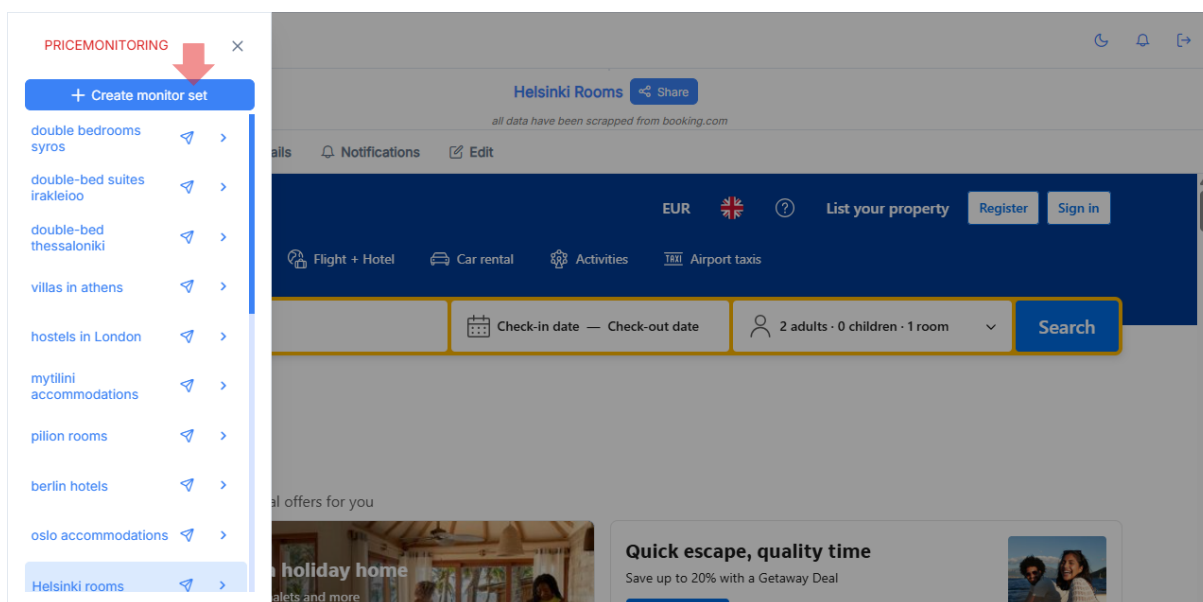 PRICEMONITORING
+ Create monitor set
double bedrooms
syros
double-bed suites
irakleioo
double-bed
thessaloniki
villas in athens
hostels in London
mytilini
accommodations
pilion rooms
berlin hotels
oslo accommodations
Helsinki rooms
Helsinki Rooms Share
all data have been scrapped from booking.com
ails Notifications Edit
EUR List your property Register Sign in
Flight + Hotel Car rental Activities TAXI Airport taxis
Check-in date — Check-out date 2 adults · 0 children · 1 room Search
al offers for you
holiday home
alets and more
Quick escape, quality time
Save up to 20% with a Getaway Deal